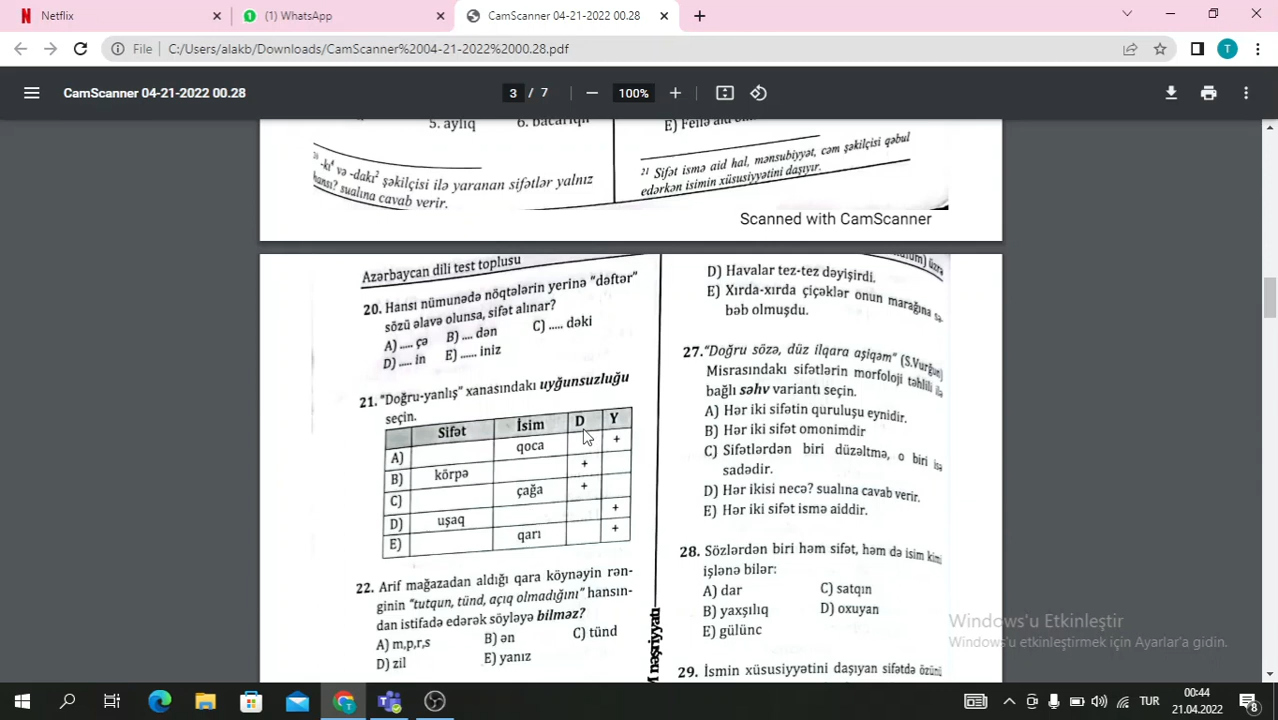 Netflix
(1) WhatsApp
CamScanner 04-21-2022 00.28
File
C:/Users/alakb/Downloads/CamScanner%2004-21-2022%2000.28.pdf
T
CamScanner 04-21-2022 00.28
3 / 7
100%
5. aylıq 6. bacarıqlı
20 -kı⁴ və -dakı² şəkilçisi ilə yaranan sifətlər yalnız
hansı? sualına cavab verir.
E) Felə aid
21 Sifət ismə aid hal, mənsubiyyət, cəm şəkilçisi qəbul
edərkən isimin xüsusiyyətini daşıyır.
Scanned with CamScanner
Azərbaycan dili test toplusu
20. Hansı nümunədə nöqtələrin yerinə “dəftər”
sözü əlavə olunsa, sifət alınar?
A) .... çə B) .... dən C) ..... dəki
D) .... in E) ...... iniz
21. “Doğru-yanlış” xanasındakı uyğunsuzluğu
seçin.
Sifət İsim D Y
A) qoca +
B) körpə +
C) çağa +
D) uşaq +
E) qarı +
22. Arif mağazadan aldığı qara köynəyin rən-
ginin “tutqun, tünd, açıq olmadığını” hansın-
dan istifadə edərək söyləyə bilməz?
A) m,p,r,s B) ən C) tünd
D) zil E) yanız
nəşriyyatı
D) Havalar tez-tez dəyişirdi.
E) Xırda-xırda çiçəklər onun marağına sə-
bəb olmuşdu.
27. “Doğru sözə, düz ilqara aşiqəm” (S.Vurğun)
Misrasındakı sifətlərin morfoloji təhlili ilə
bağlı səhv variantı seçin.
A) Hər iki sifətin quruluşu eynidir.
B) Hər iki sifət omonimdir
C) Sifətlərdən biri düzəltmə, o biri isə
sadədir.
D) Hər ikisi necə? sualına cavab verir.
E) Hər iki sifət ismə aiddir.
28. Sözlərdən biri həm sifət, həm də isim kimi
işlənə bilər:
A) dar C) satqın
B) yaxşılıq D) oxuyan
E) gülünc
29. İsmin xüsusiyyətini daşıyan sifətdə özünü
Windows'u Etkinleştir
Windows'u etkinleştirmek için Ayarlar'a gidin.
TUR
00:44
21.04.2022
8